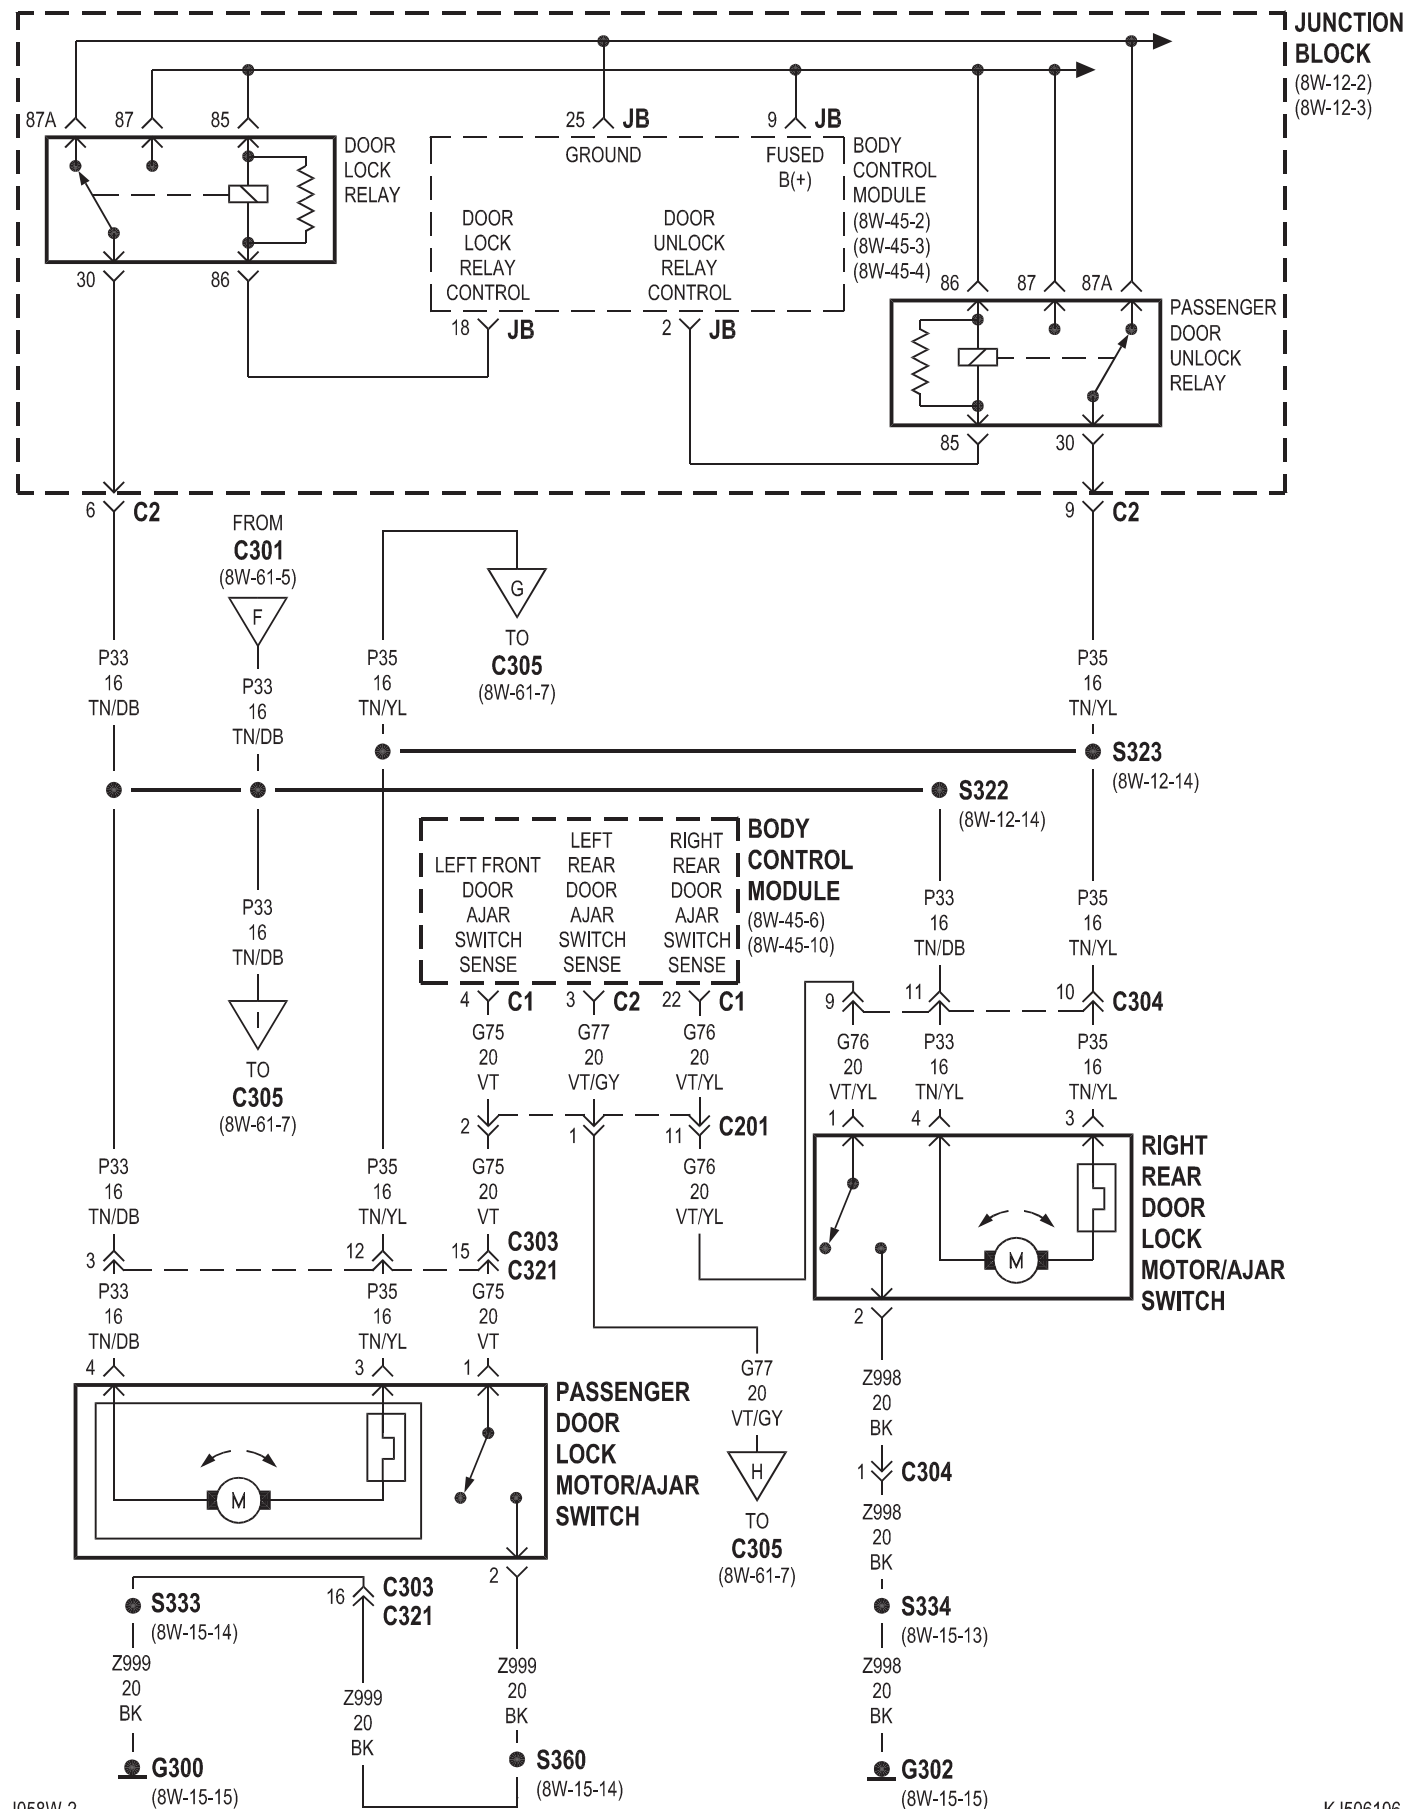 JUNCTION
BLOCK
(8W-12-2)
(8W-12-3)
87A
87
85
25
JB
9
JB
DOOR
LOCK
RELAY
GROUND
FUSED
B(+)
BODY
CONTROL
MODULE
(8W-45-2)
(8W-45-3)
(8W-45-4)
DOOR
LOCK
RELAY
CONTROL
DOOR
UNLOCK
RELAY
CONTROL
30
86
18
JB
2
JB
86
87
87A
PASSENGER
DOOR
UNLOCK
RELAY
85
30
6
C2
9
C2
FROM
C301
(8W-61-5)
F
G
TO
C305
(8W-61-7)
P33
16
TN/DB
P33
16
TN/DB
P35
16
TN/YL
P35
16
TN/YL
S323
(8W-12-14)
S322
(8W-12-14)
BODY
CONTROL
MODULE
(8W-45-6)
(8W-45-10)
LEFT FRONT
DOOR
AJAR
SWITCH
SENSE
LEFT
REAR
DOOR
AJAR
SWITCH
SENSE
RIGHT
REAR
DOOR
AJAR
SWITCH
SENSE
P33
16
TN/DB
P33
16
TN/DB
P35
16
TN/YL
4
C1
3
C2
22
C1
9
11
10
C304
I
TO
C305
(8W-61-7)
G75
20
VT
G77
20
VT/GY
G76
20
VT/YL
G76
20
VT/YL
P33
16
TN/YL
P35
16
TN/YL
2
1
11
C201
1
4
3
RIGHT
REAR
DOOR
LOCK
MOTOR/AJAR
SWITCH
M
P33
16
TN/DB
P35
16
TN/YL
G75
20
VT
G76
20
VT/YL
3
12
15
C303
C321
P33
16
TN/DB
P35
16
TN/YL
G75
20
VT
4
3
1
2
PASSENGER
DOOR
LOCK
MOTOR/AJAR
SWITCH
M
G77
20
VT/GY
H
TO
C305
(8W-61-7)
Z998
20
BK
1
C304
Z998
20
BK
2
16
C303
C321
S333
(8W-15-14)
S334
(8W-15-13)
Z999
20
BK
Z999
20
BK
Z999
20
BK
Z998
20
BK
G300
(8W-15-15)
S360
(8W-15-14)
G302
(8W-15-15)
J058W-2
KJ506106